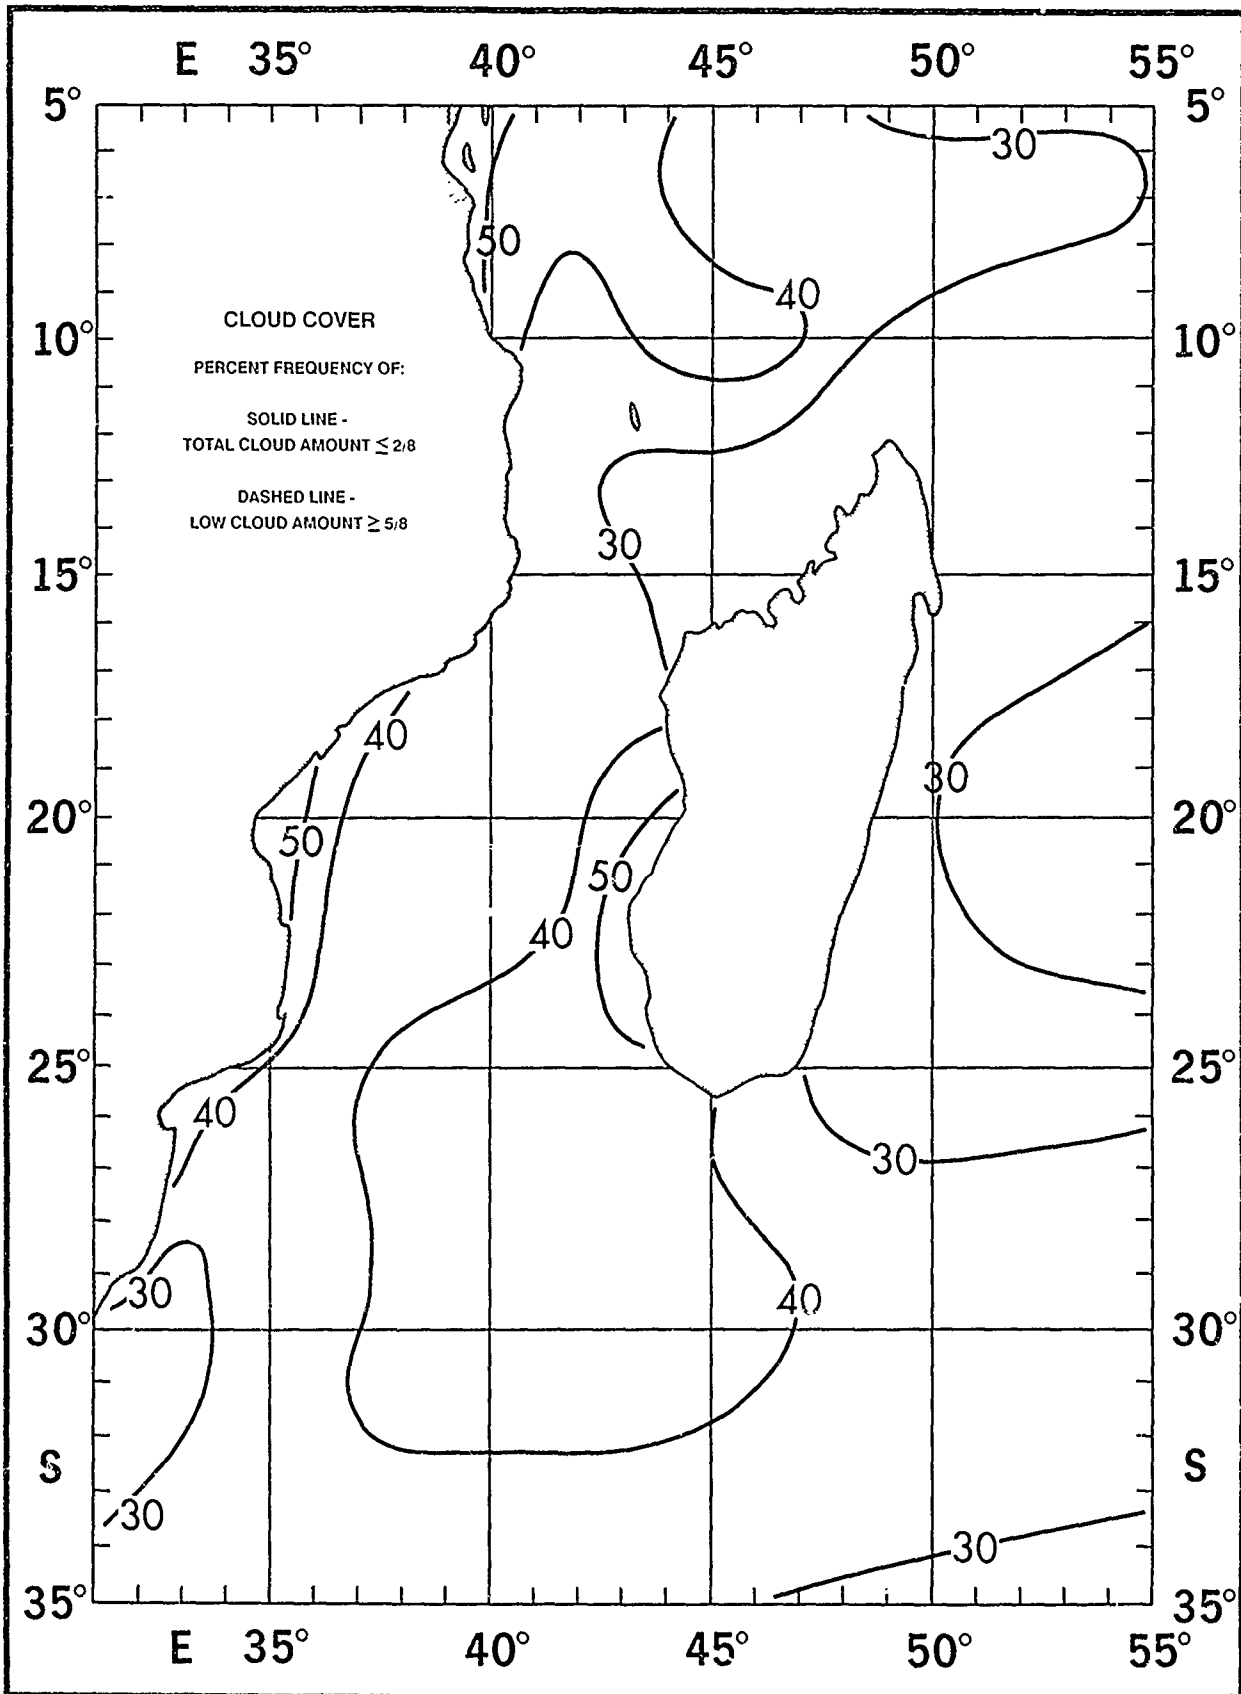 E 35° 40° 45° 50° 55°
5° 5°
30
50
40
CLOUD COVER
10° 10°
PERCENT FREQUENCY OF:
SOLID LINE -
TOTAL CLOUD AMOUNT ≤ 2/8
DASHED LINE -
LOW CLOUD AMOUNT ≥ 5/8
30
15° 15°
40
30
20° 20°
50
50
40
25° 25°
40
30
30
40
30° 30°
S S
30
30
35° 35°
E 35° 40° 45° 50° 55°